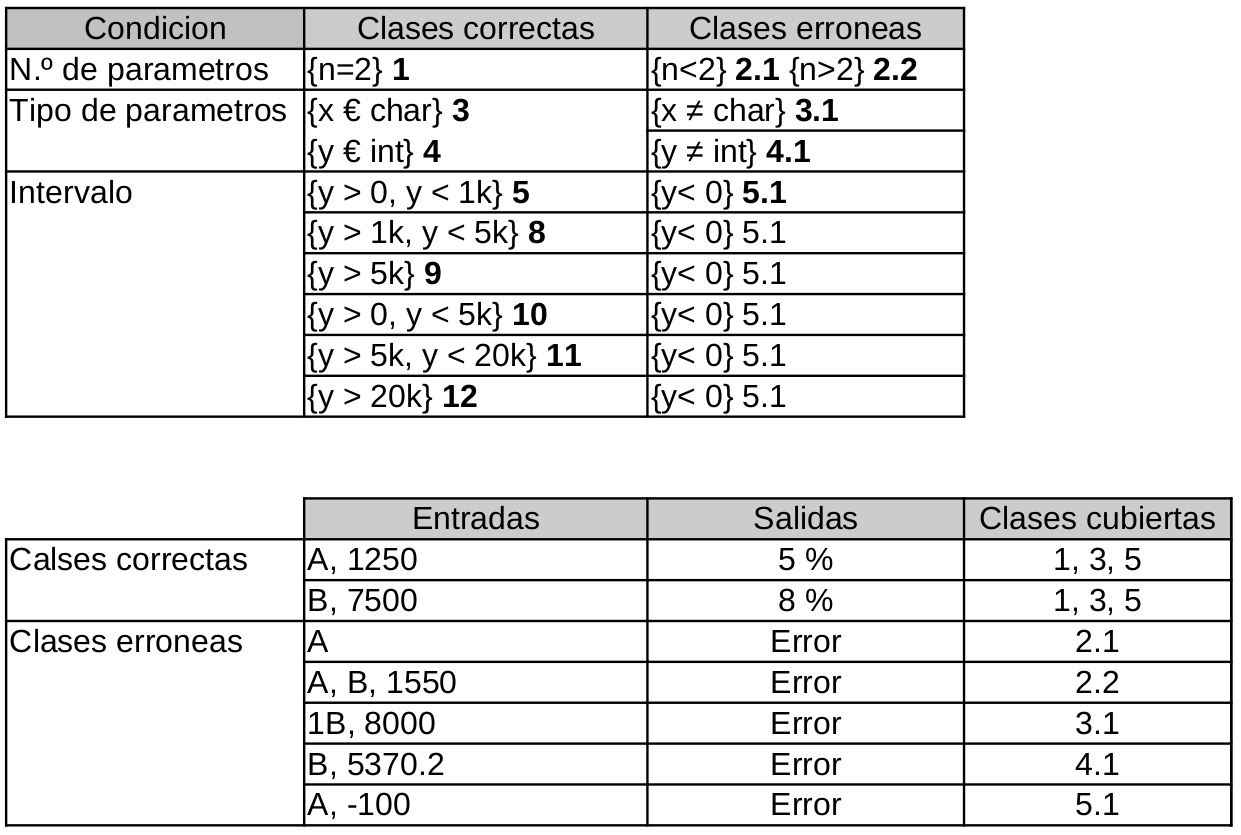 Condicion Clases correctas Clases erroneas
N.º de parametros {n=2} 1 {n<2} 2.1 {n>2} 2.2
Tipo de parametros {x € char} 3 {x ≠ char} 3.1
{y € int} 4 {y ≠ int} 4.1
Intervalo {y > 0, y < 1k} 5 {y< 0} 5.1
{y > 1k, y < 5k} 8 {y< 0} 5.1
{y > 5k} 9 {y< 0} 5.1
{y > 0, y < 5k} 10 {y< 0} 5.1
{y > 5k, y < 20k} 11 {y< 0} 5.1
{y > 20k} 12 {y< 0} 5.1
Entradas Salidas Clases cubiertas
Calses correctas A, 1250 5 % 1, 3, 5
B, 7500 8 % 1, 3, 5
Clases erroneas A Error 2.1
A, B, 1550 Error 2.2
1B, 8000 Error 3.1
B, 5370.2 Error 4.1
A, -100 Error 5.1